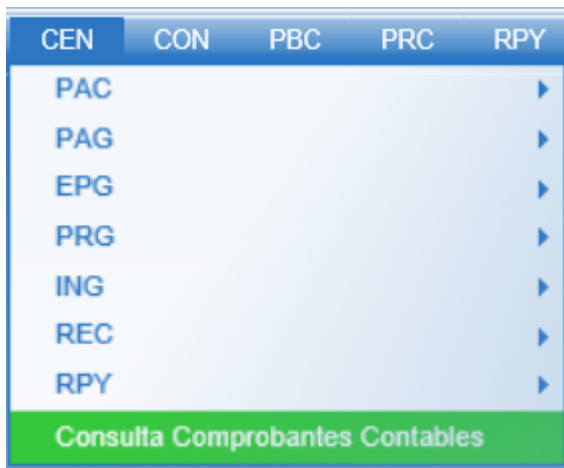 CEN CON PBC PRC RPY
PAC
PAG
EPG
PRG
ING
REC
RPY
Consulta Comprobantes Contables